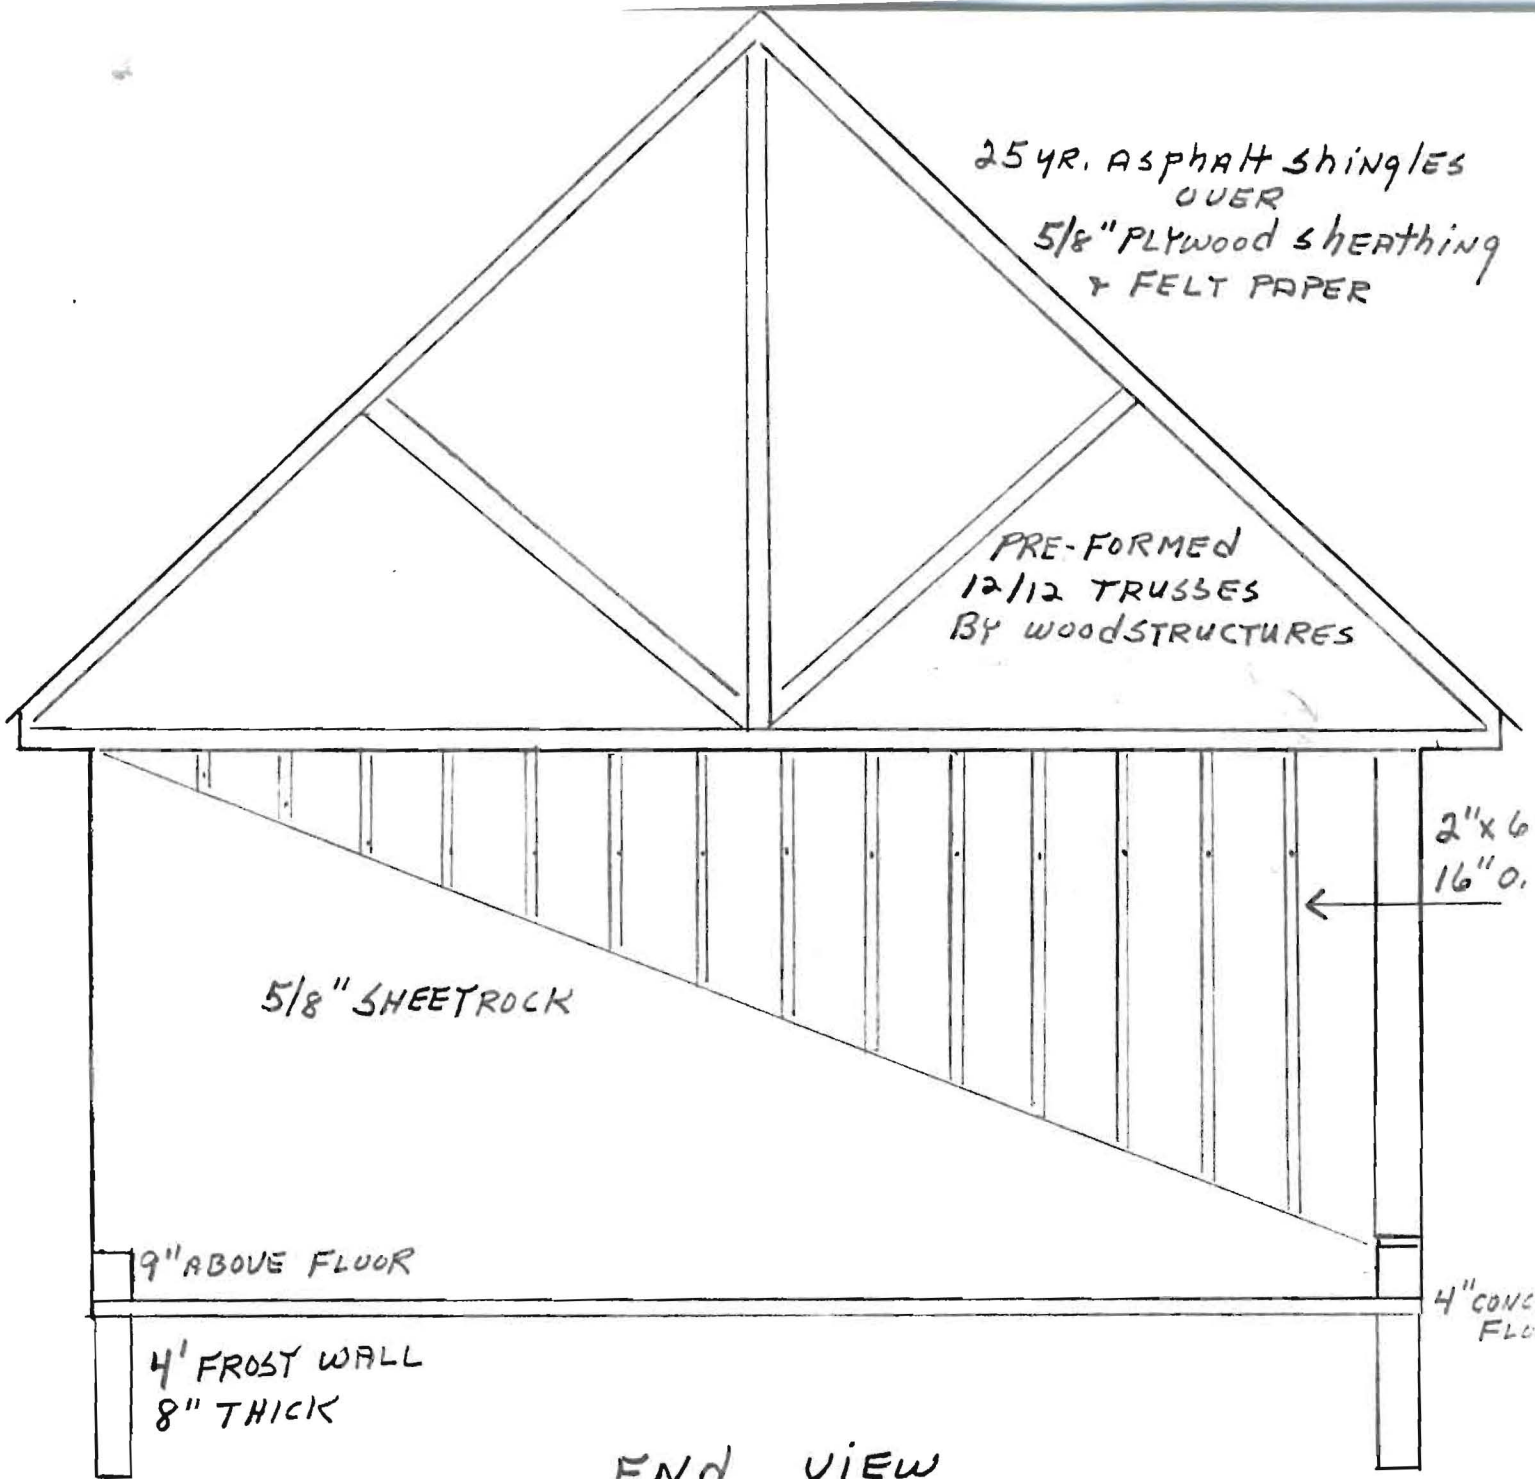 25 YR. ASPHALT ShiNglES
OVER
5/8" PLYwood ShEAthiNg
& FELT PAPER
PRE-FORMEd
12/12 TRUSSES
BY WOOdSTRUCTURES
2"x 6
16" O.
5/8" SHEETROCK
9" ABOVE FLOOR
4" CONC
FLO
4' FROST WALL
8" THICK
ENd ViEW